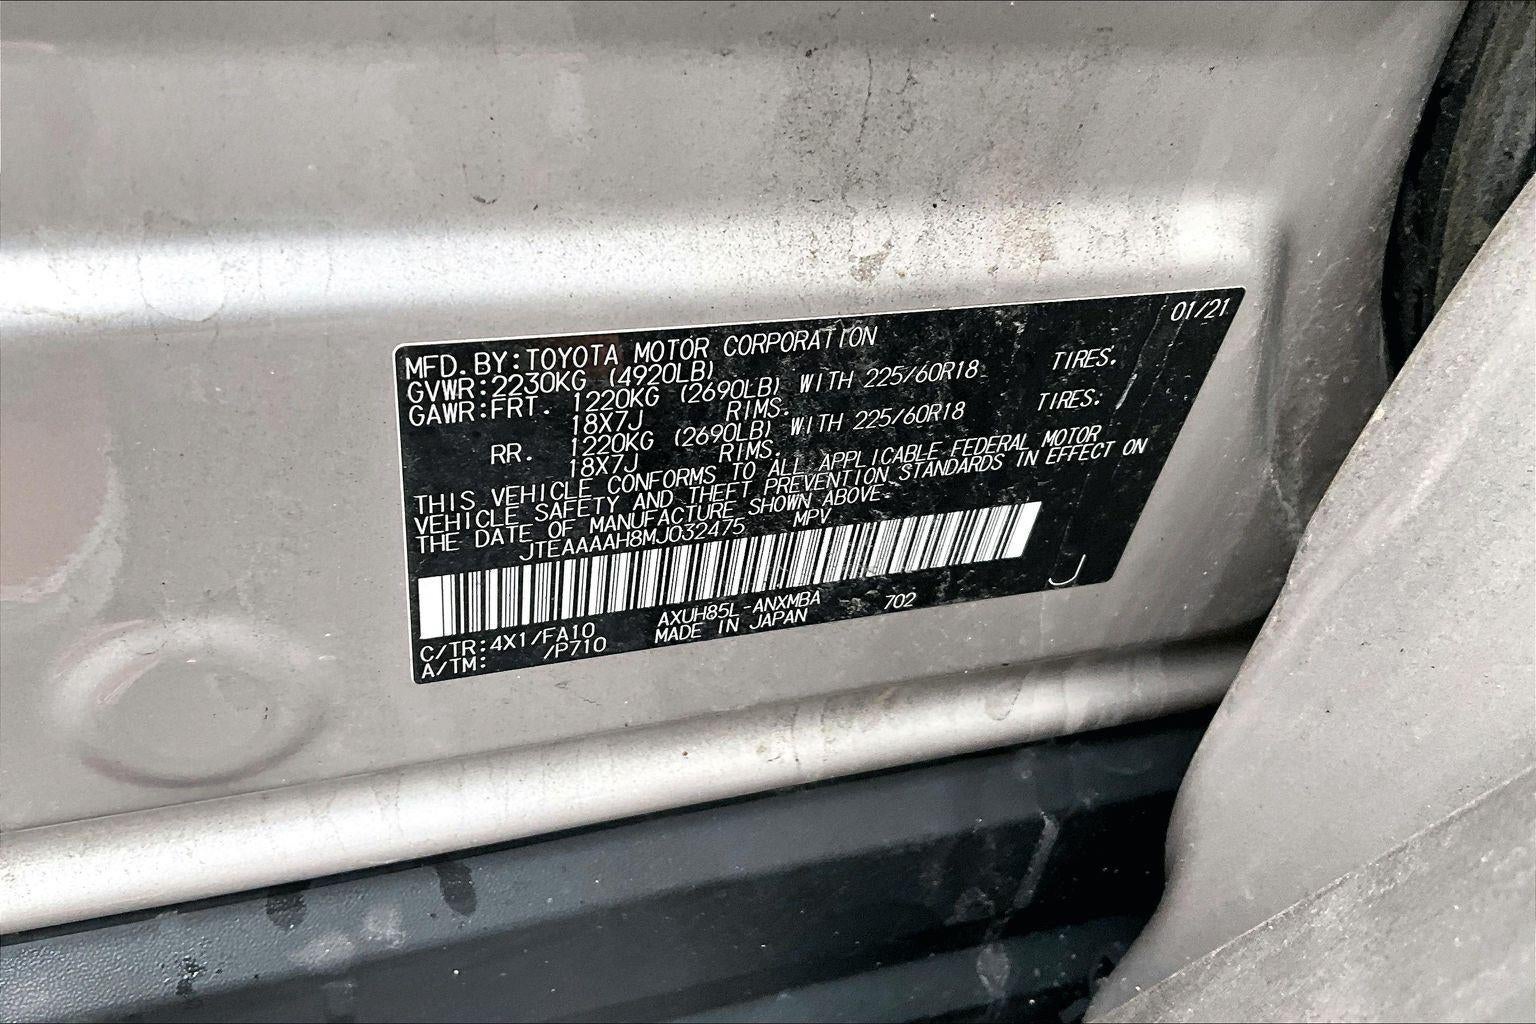 01/21
MFD. BY: TOYOTA MOTOR CORPORATION
GVWR: 2230KG (4920LB)
GAWR: FRT. 1220KG (2690LB) WITH 225/60R18 TIRES.
18X7J RIMS.
RR. 1220KG (2690LB) WITH 225/60R18 TIRES.
18X7J RIMS.
THIS VEHICLE CONFORMS TO ALL APPLICABLE FEDERAL MOTOR
VEHICLE SAFETY AND THEFT PREVENTION STANDARDS IN EFFECT ON
THE DATE OF MANUFACTURE SHOWN ABOVE.
JTEAAAAH8MJ032475 MPV
C/TR: 4X1/FA10 AXUH85L-ANXMBA 702 J
A/TM: /P710 MADE IN JAPAN